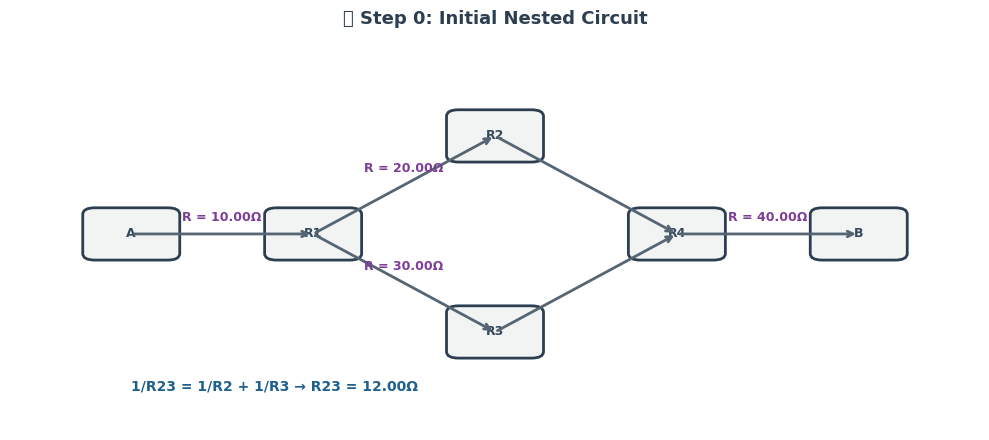 Step 0: Initial Nested Circuit
R2
R = 20.00Ω
R = 10.00Ω
R = 40.00Ω
A
R1
R4
B
R = 30.00Ω
R3
1/R23 = 1/R2 + 1/R3 → R23 = 12.00Ω